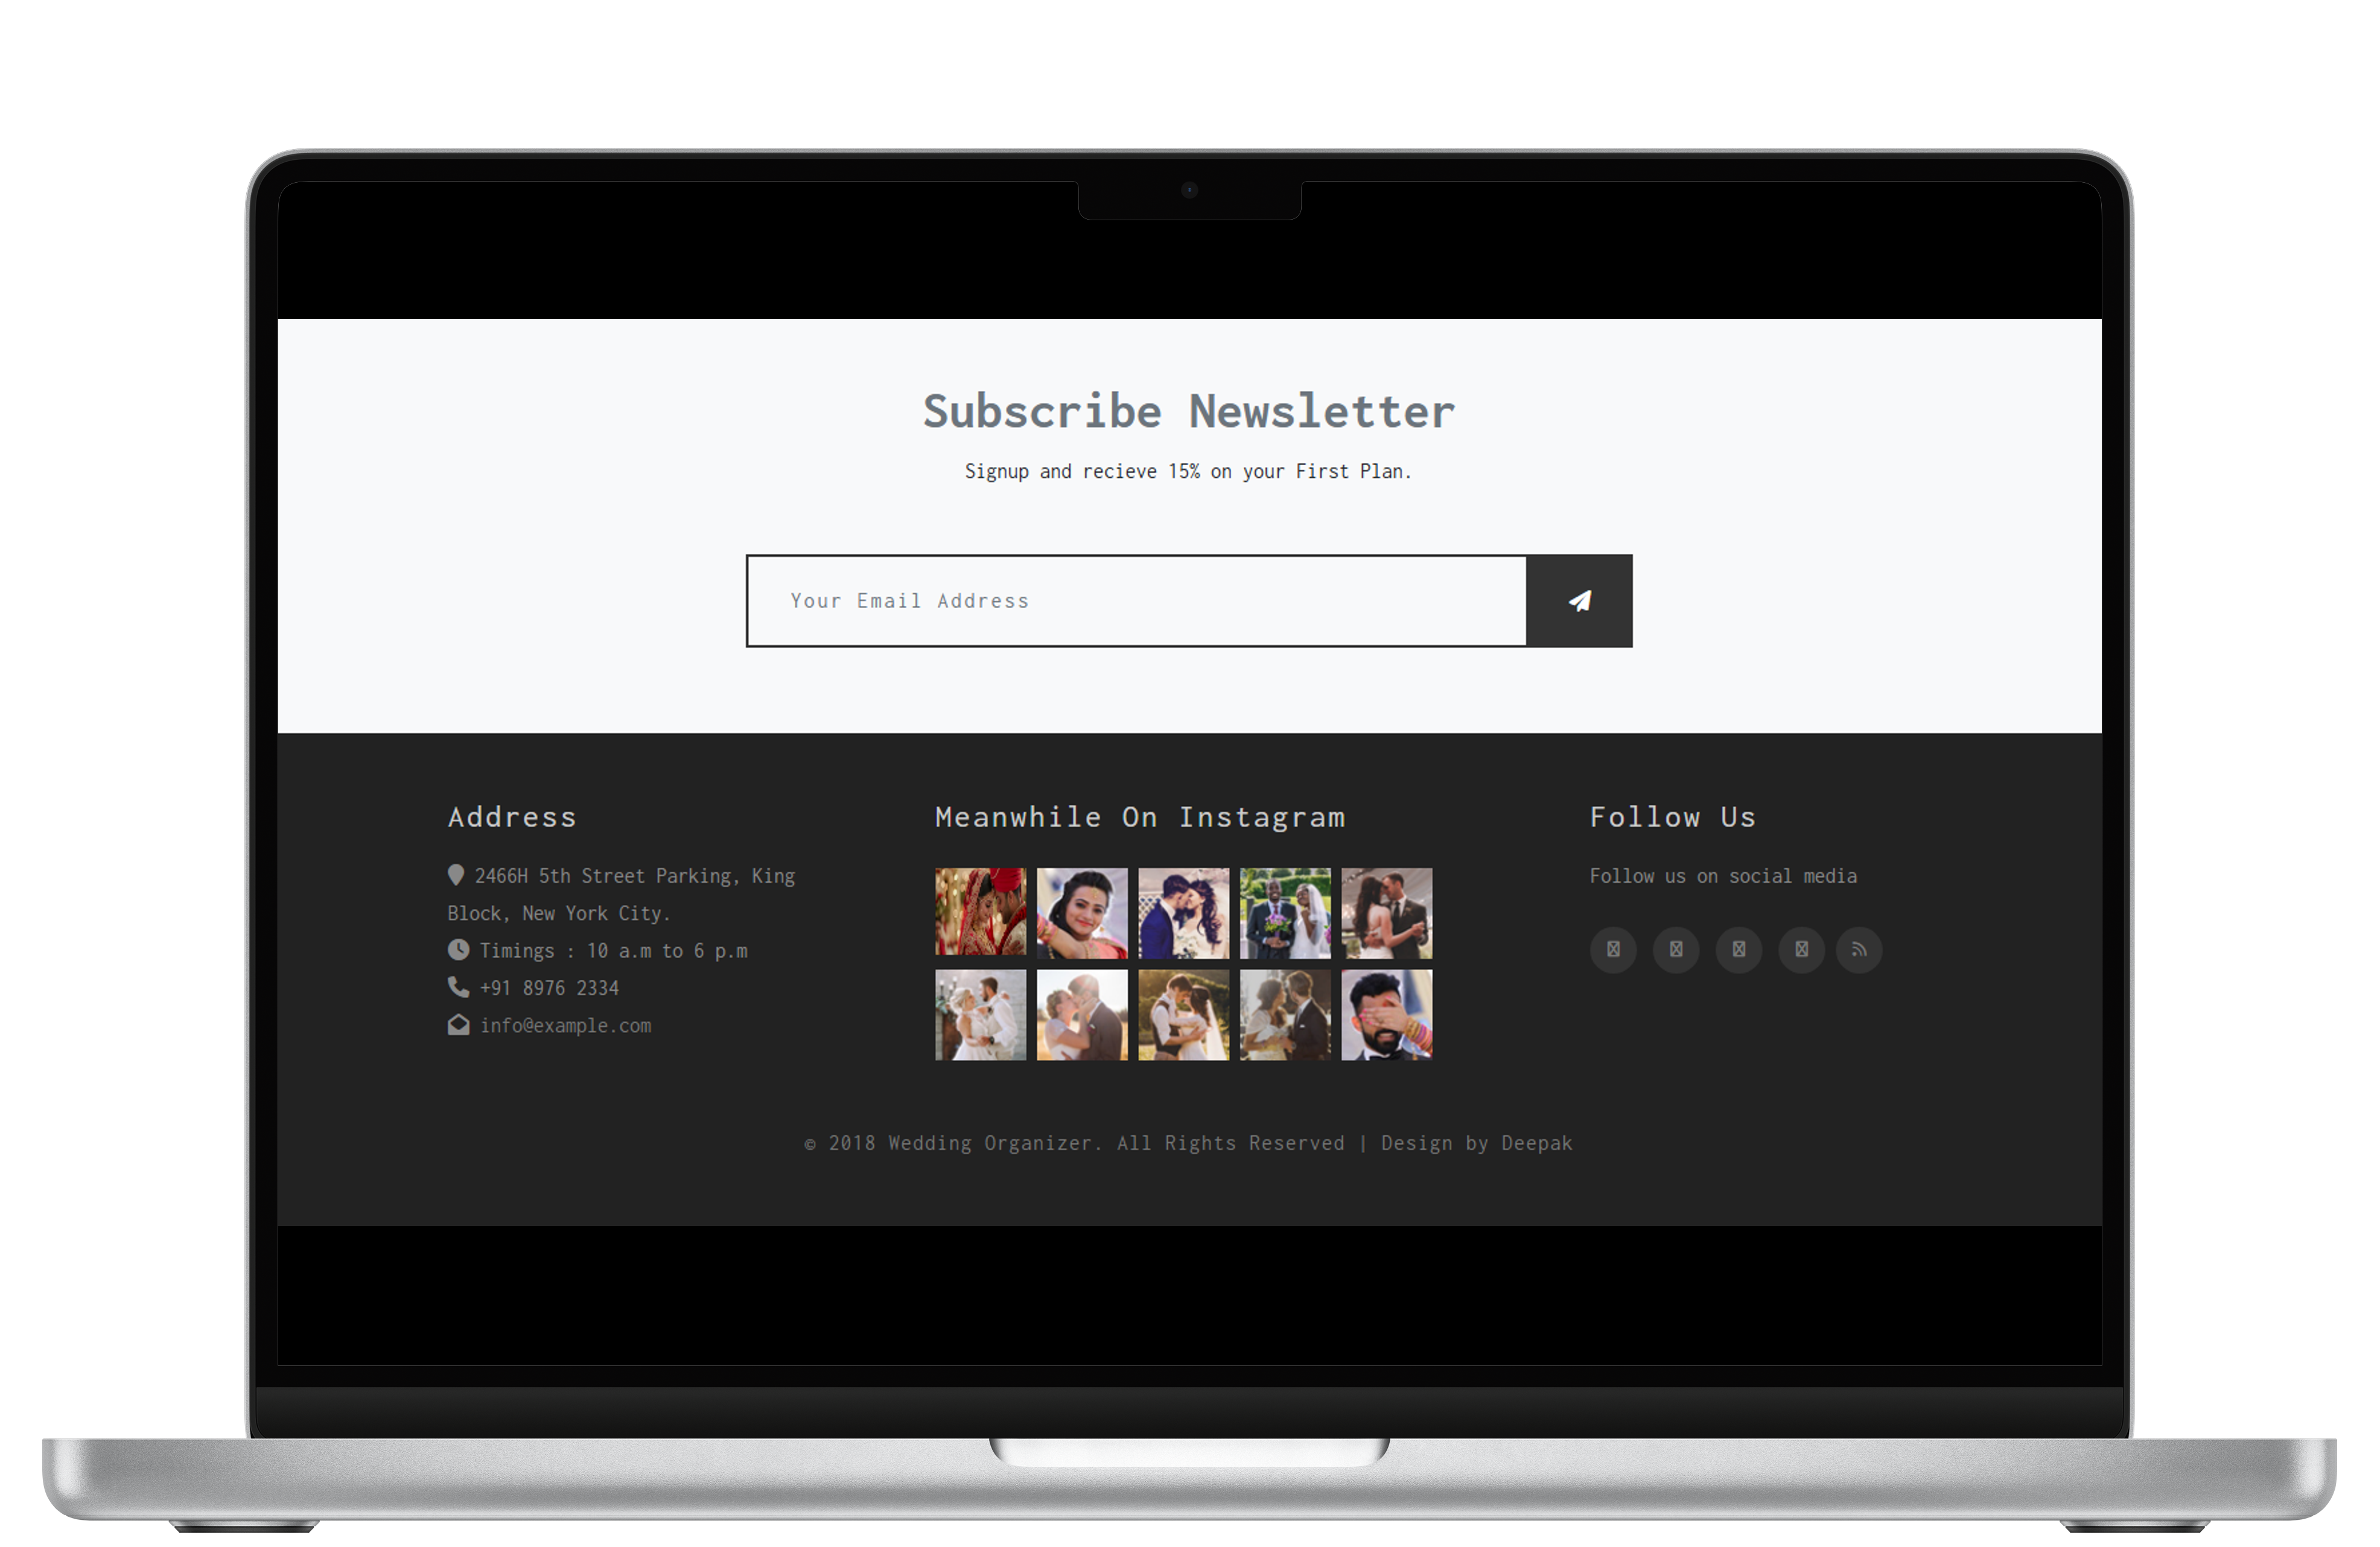 Subscribe Newsletter
Signup and recieve 15% on your First Plan.
Your Email Address
Address
2466H 5th Street Parking, King
Block, New York City.
Timings : 10 a.m to 6 p.m
+91 8976 2334
info@example.com
Meanwhile On Instagram
Follow Us
Follow us on social media
© 2018 Wedding Organizer. All Rights Reserved | Design by Deepak